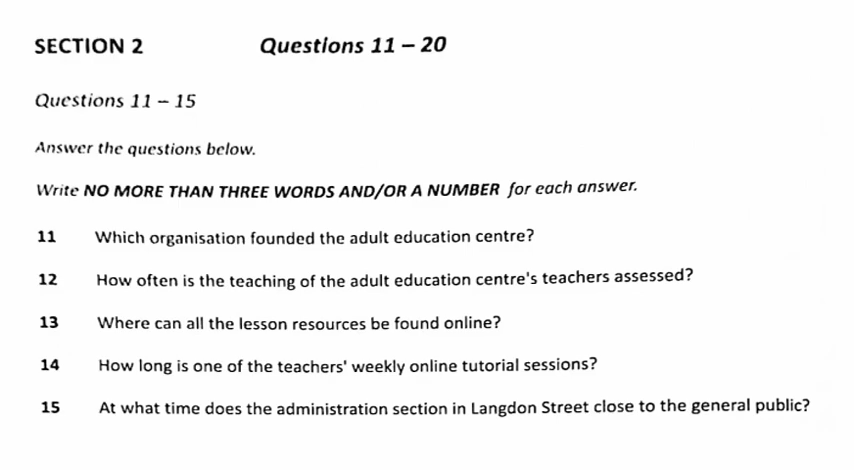 SECTION 2 Questions 11 – 20
Questions 11 – 15
Answer the questions below.
Write NO MORE THAN THREE WORDS AND/OR A NUMBER for each answer.
11 Which organisation founded the adult education centre?
12 How often is the teaching of the adult education centre's teachers assessed?
13 Where can all the lesson resources be found online?
14 How long is one of the teachers' weekly online tutorial sessions?
15 At what time does the administration section in Langdon Street close to the general public?